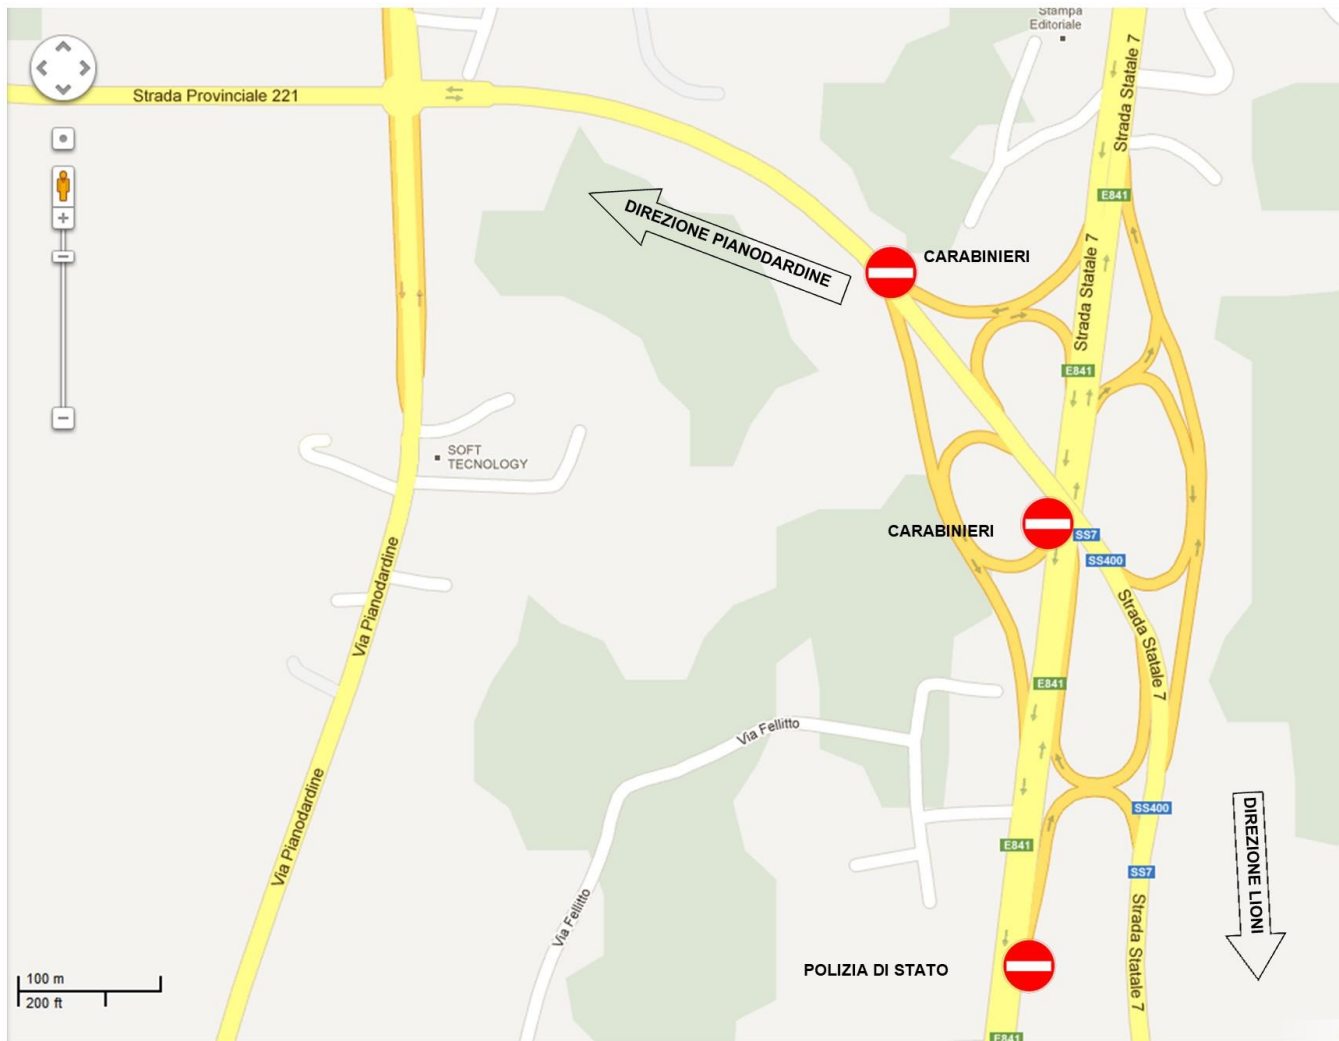 Stampa
Editoriale
Strada Provinciale 221
Strada Statale 7
E841
DIREZIONE PIANODARDINE
CARABINIERI
Strada Statale 7
E841
SOFT
TECNOLOGY
CARABINIERI
SS7
SS400
Via Pianodardine
Strada Statale 7
E841
Via Fellitto
Via Pianodardine
SS400
DIREZIONE LIONI
E841
SS7
Via Fellitto
Strada Statale 7
POLIZIA DI STATO
100 m
200 ft
E841